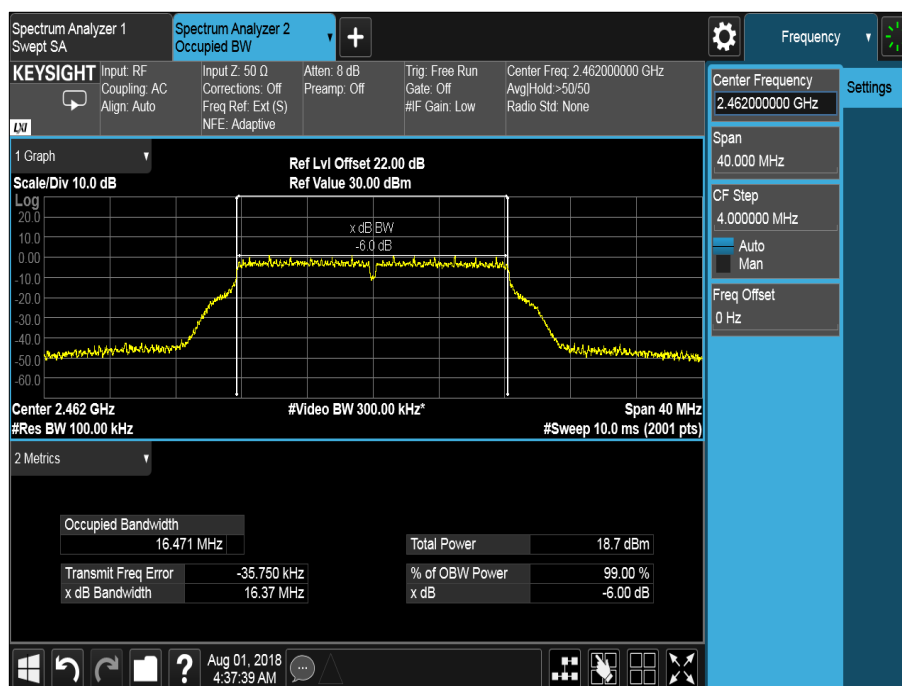 Spectrum Analyzer 1
Swept SA
Spectrum Analyzer 2
Occupied BW
Frequency
KEYSIGHT
LXI
Input: RF
Coupling: AC
Align: Auto
Input Z: 50 Ω
Corrections: Off
Freq Ref: Ext (S)
NFE: Adaptive
Atten: 8 dB
Preamp: Off
Trig: Free Run
Gate: Off
#IF Gain: Low
Center Freq: 2.462000000 GHz
Avg|Hold:>50/50
Radio Std: None
Center Frequency
2.462000000 GHz
Settings
Span
40.000 MHz
CF Step
4.000000 MHz
Auto
Man
Freq Offset
0 Hz
1 Graph
Ref Lvl Offset 22.00 dB
Scale/Div 10.0 dB
Ref Value 30.00 dBm
Log
20.0
10.0
0.00
-10.0
-20.0
-30.0
-40.0
-50.0
-60.0
x dB BW
-6.0 dB
Center 2.462 GHz
#Video BW 300.00 kHz*
Span 40 MHz
#Res BW 100.00 kHz
#Sweep 10.0 ms (2001 pts)
2 Metrics
Occupied Bandwidth
16.471 MHz
Total Power 18.7 dBm
Transmit Freq Error -35.750 kHz
% of OBW Power 99.00 %
x dB Bandwidth 16.37 MHz
x dB -6.00 dB
Aug 01, 2018
4:37:39 AM